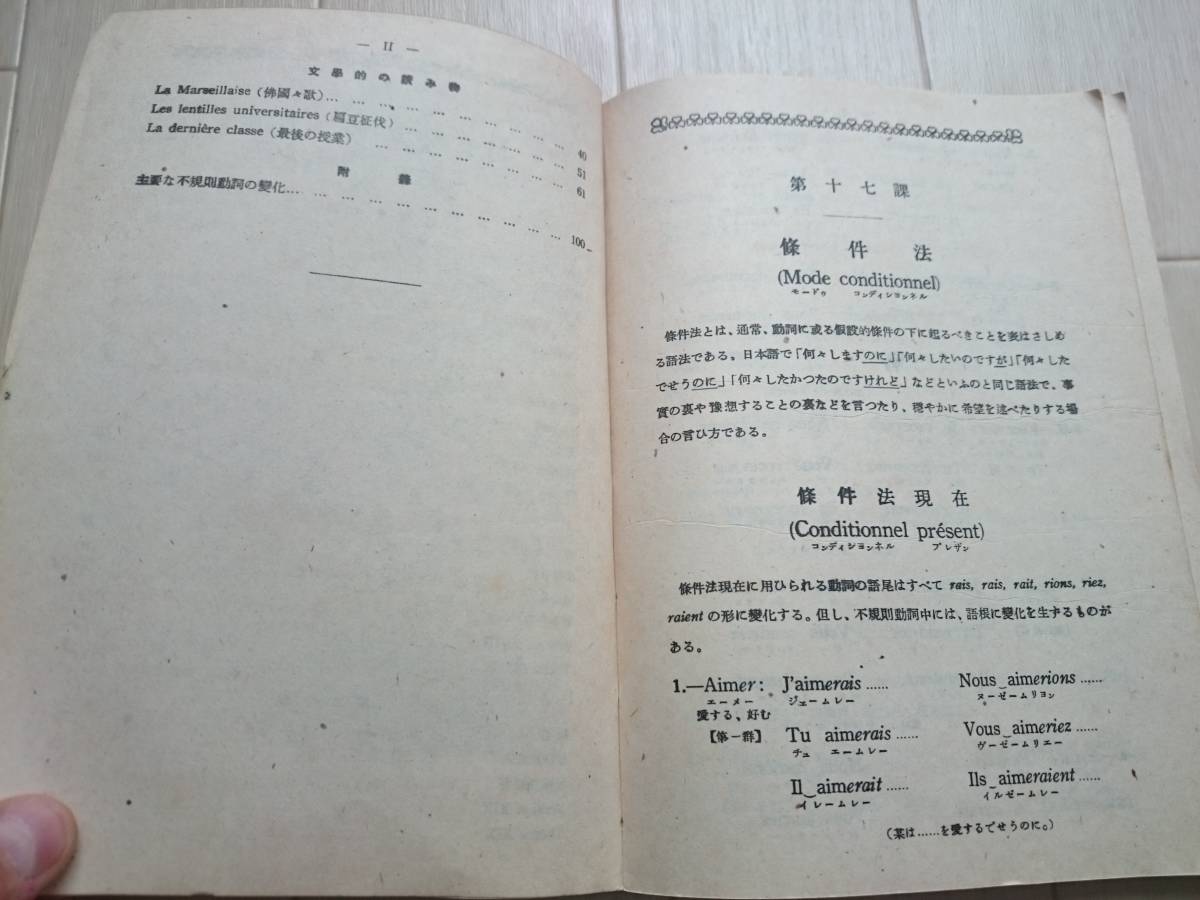 — II —
文學的の読み物
La Marseillaise (佛國々歌)… … … … … … … … … 40
Les lentilles universitaires (扁豆征伐) … … … … … … 51
La dernière classe (最後の授業) … … … … … … … 61
附 錄
主要な不規則動詞の變化… … … … … … … … … … 100
第十七課
條件法
(Mode conditionnel)
モードゥ コンディションネル
條件法とは、通常、動詞に或る假設的條件の下に起るべきことを表はさしめ
る語法である。日本語で「何々しますのに」「何々したいのですが」「何々した
でせうのに」「何々したかつたのですけれど」などといふのと同じ語法で、事
實の裏や豫想することの裏などを言つたり、穩やかに希望を述べたりする場
合の言ひ方である。
條件法現在
(Conditionnel présent)
コンディションネル プレザン
條件法現在に用ひられる動詞の語尾はすべて rais, rais, rait, rions, riez,
raient の形に變化する。但し、不規則動詞中には、語根に變化を生ずるものが
ある。
1.—Aimer: J'aimerais…… Nous‿aimerions……
エーメー ジェームレー ヌーゼームリヨン
愛する、好む
【第一群】 Tu aimerais…… Vous‿aimeriez……
チュ エームレー ヴーゼームリエー
Il‿aimerait…… Ils‿aimeraient……
イレームレー イルゼームレー
(某は……を愛するでせうのに。)